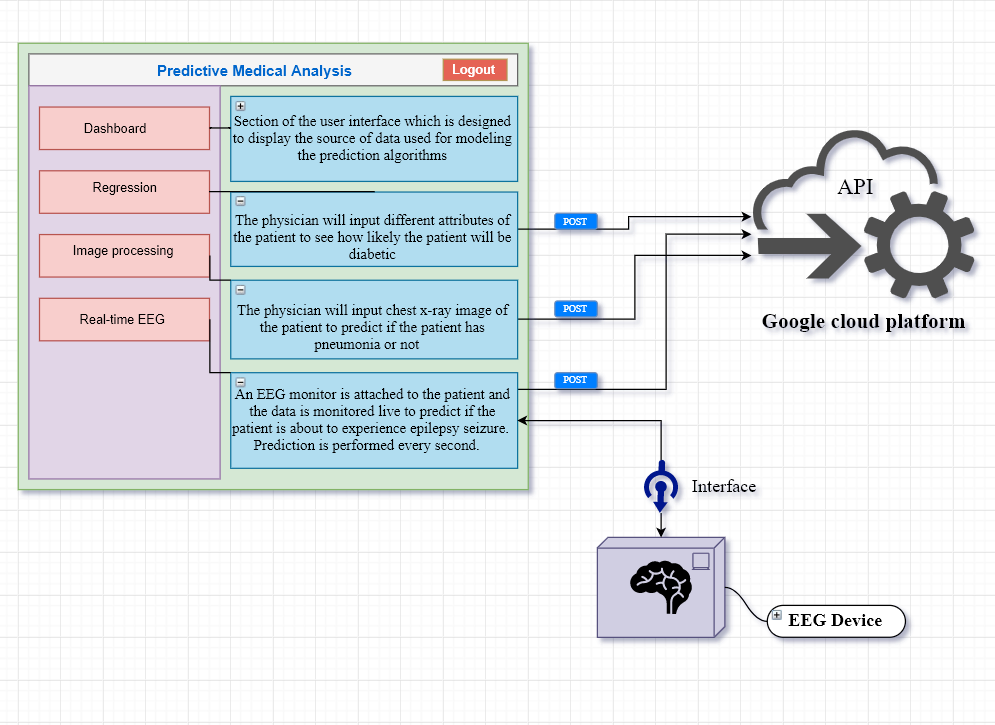 Predictive Medical Analysis
Logout
Dashboard
Section of the user interface which is designed
to display the source of data used for modeling
the prediction algorithms
Regression
The physician will input different attributes of
the patient to see how likely the patient will be
diabetic
POST
Image processing
The physician will input chest x-ray image of
the patient to predict if the patient has
pneumonia or not
POST
Real-time EEG
An EEG monitor is attached to the patient and
the data is monitored live to predict if the
patient is about to experience epilepsy seizure.
Prediction is performed every second.
POST
API
Google cloud platform
Interface
EEG Device